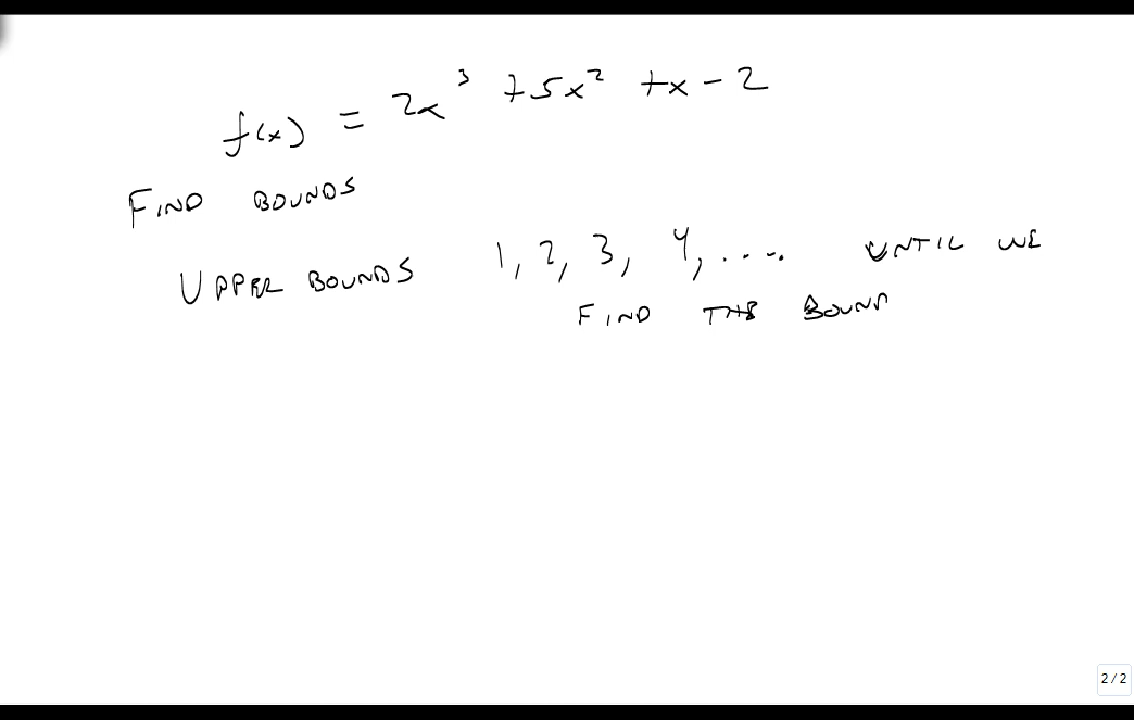 f(x) = 2x³ +5x² +x - 2
FIND BOUNDS
UPPER BOUNDS 1, 2, 3, 4, .... UNTIL WE
FIND THE BOUND
2/2